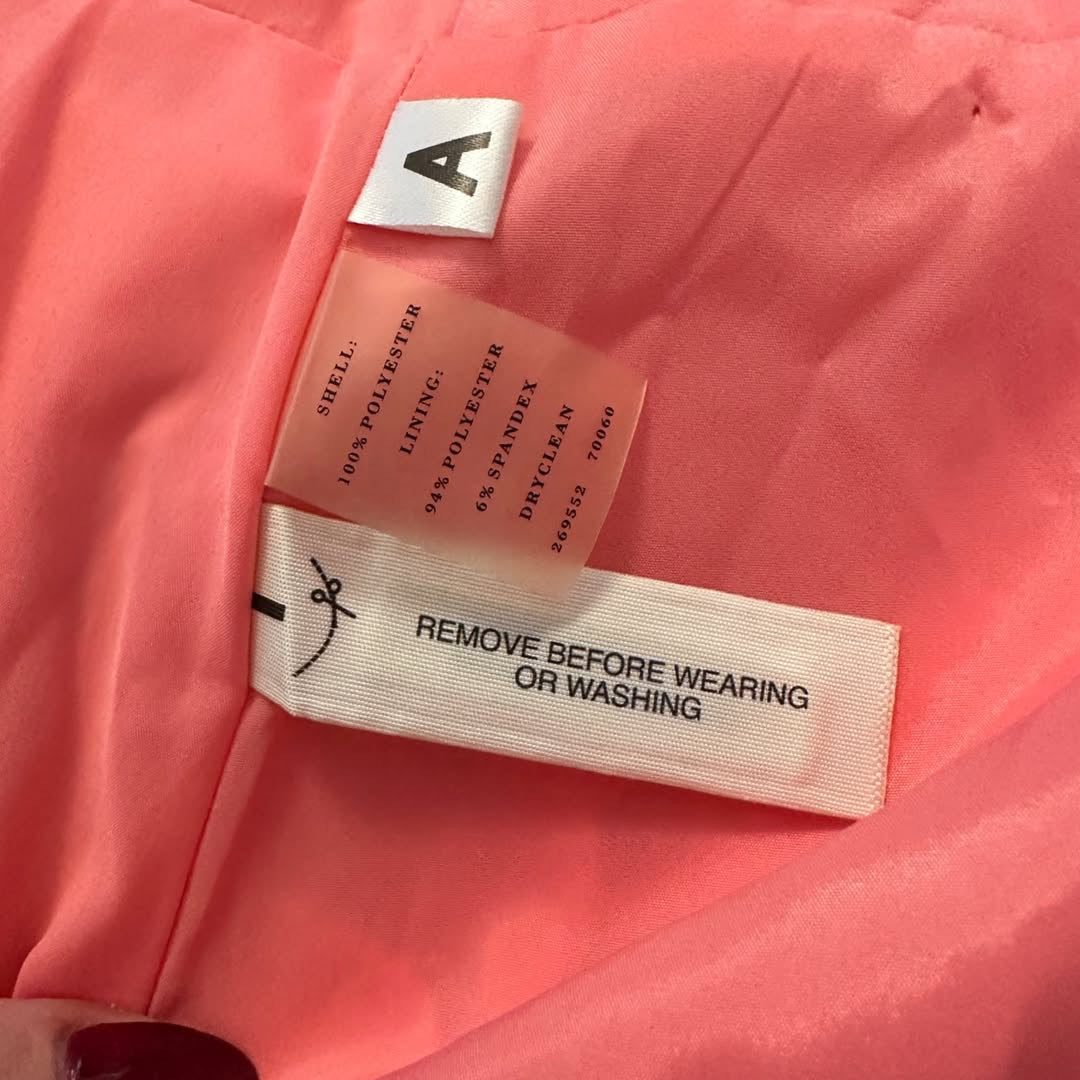 A
SHELL:
100% POLYESTER
LINING:
94% POLYESTER
6% SPANDEX
DRYCLEAN
269552 70060
REMOVE BEFORE WEARING
OR WASHING